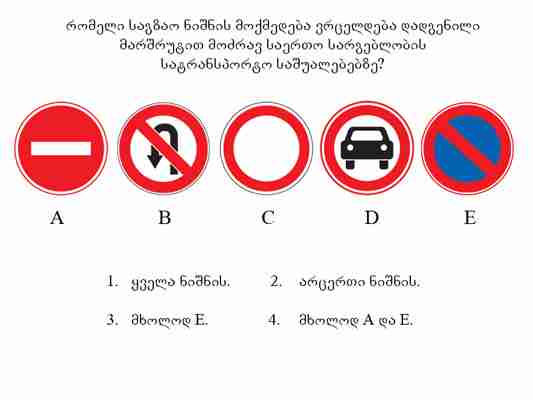 რომელი საგზაო ნიშნის მოქმედება ვრცელდება დადგენილი
მარშრუტით მოძრავ საერთო სარგებლობის
სატრანსპორტო საშუალებებზე?
A B C D E
1. ყველა ნიშნის. 2. არცერთი ნიშნის.
3. მხოლოდ E. 4. მხოლოდ A და E.